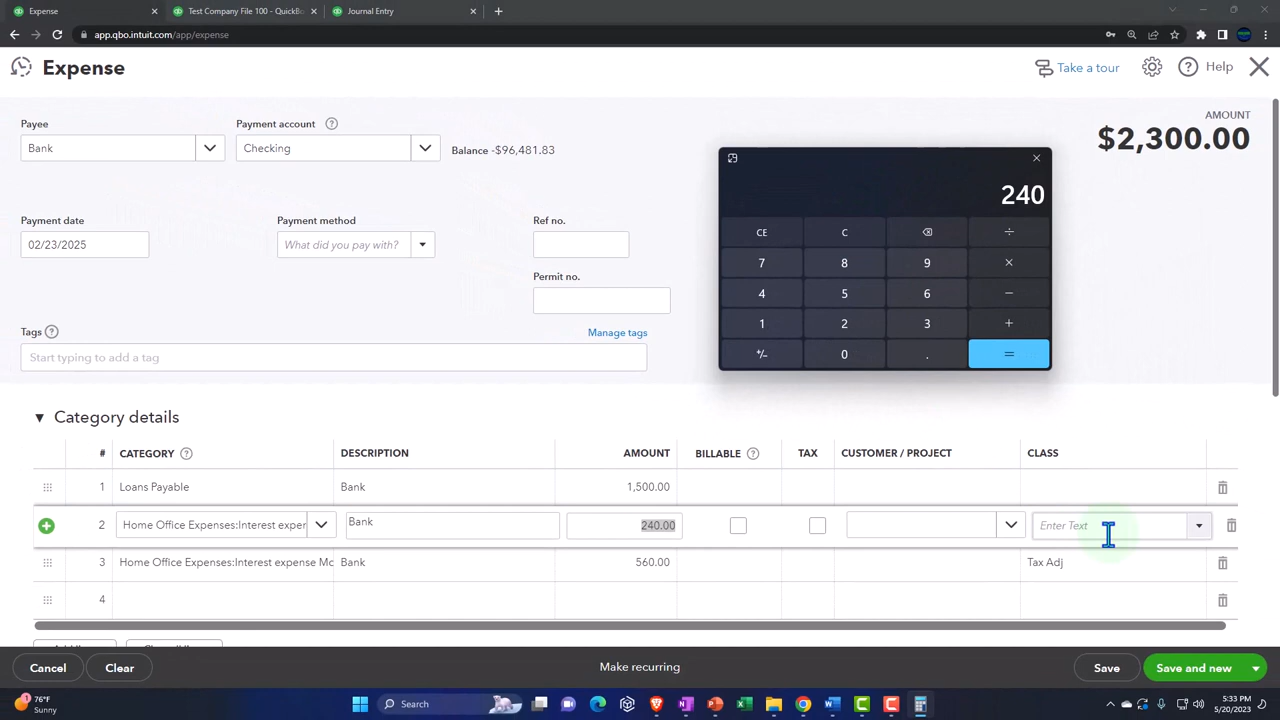 Expense
Test Company File 100 - QuickBo
Journal Entry
app.qbo.intuit.com/app/expense
Expense
Take a tour
Help
Payee
Payment account
Bank
Checking
Balance -$96,481.83
AMOUNT
$2,300.00
Payment date
Payment method
Ref no.
02/23/2025
What did you pay with?
Permit no.
Tags
Manage tags
Start typing to add a tag
240
CE C ⌫ ÷
7 8 9 ×
4 5 6 −
1 2 3 +
+/− 0 . =
Category details
# CATEGORY DESCRIPTION AMOUNT BILLABLE TAX CUSTOMER / PROJECT CLASS
1 Loans Payable Bank 1,500.00
2 Home Office Expenses:Interest exper Bank 240.00 Enter Text
3 Home Office Expenses:Interest expense Mc Bank 560.00 Tax Adj
4
Cancel
Clear
Make recurring
Save
Save and new
76°F
Sunny
Search
5:33 PM
5/20/2023